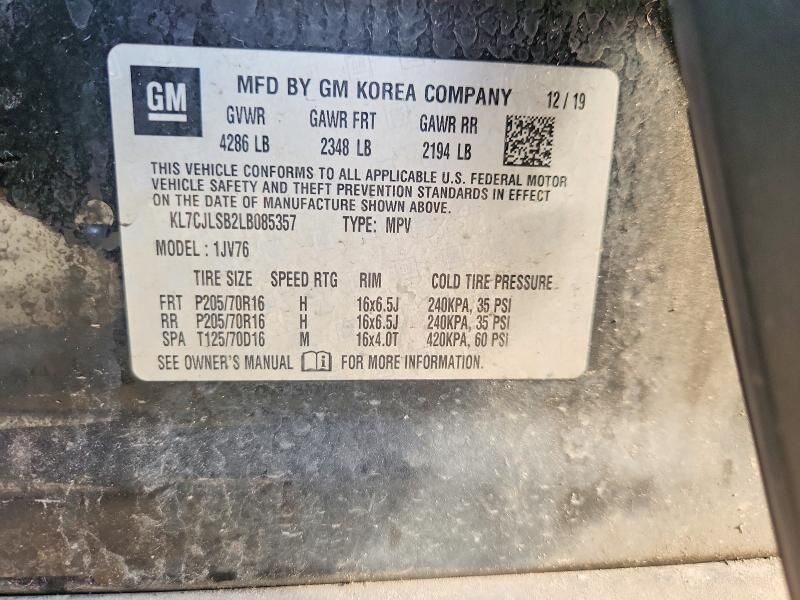 GM MFD BY GM KOREA COMPANY 12/19
GVWR GAWR FRT GAWR RR
4286 LB 2348 LB 2194 LB
THIS VEHICLE CONFORMS TO ALL APPLICABLE U.S. FEDERAL MOTOR
VEHICLE SAFETY AND THEFT PREVENTION STANDARDS IN EFFECT
ON THE DATE OF MANUFACTURE SHOWN ABOVE.
KL7CJLSB2LB085357 TYPE: MPV
MODEL : 1JV76
TIRE SIZE SPEED RTG RIM COLD TIRE PRESSURE
FRT P205/70R16 H 16x6.5J 240KPA, 35 PSI
RR P205/70R16 H 16x6.5J 240KPA, 35 PSI
SPA T125/70D16 M 16x4.0T 420KPA, 60 PSI
SEE OWNER'S MANUAL i FOR MORE INFORMATION.